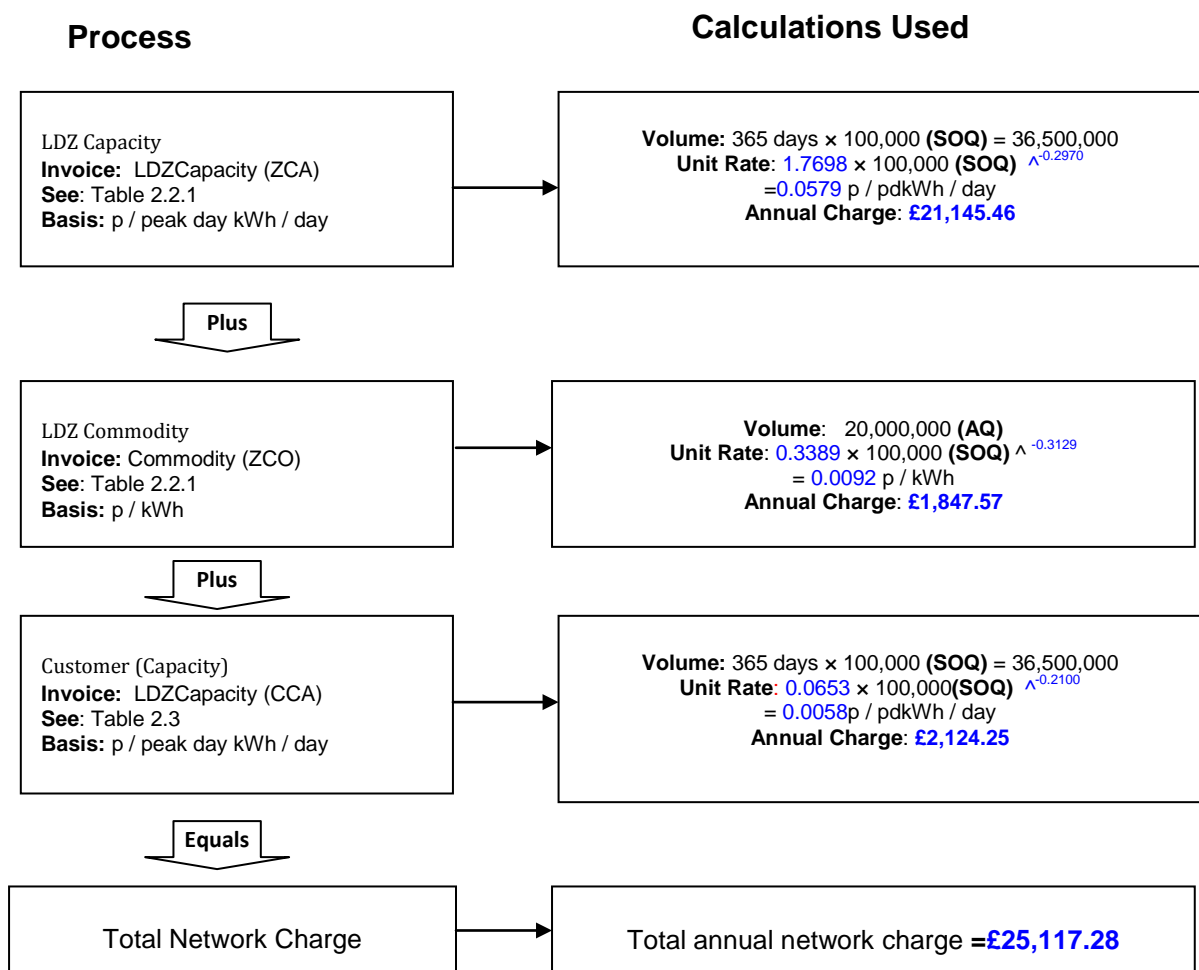 Process
Calculations Used
LDZ Capacity
Invoice: LDZCapacity (ZCA)
See: Table 2.2.1
Basis: p / peak day kWh / day
Volume: 365 days × 100,000 (SOQ) = 36,500,000
Unit Rate: 1.7698 × 100,000 (SOQ) ^-0.2970
=0.0579 p / pdkWh / day
Annual Charge: £21,145.46
Plus
LDZ Commodity
Invoice: Commodity (ZCO)
See: Table 2.2.1
Basis: p / kWh
Volume: 20,000,000 (AQ)
Unit Rate: 0.3389 × 100,000 (SOQ) ^ -0.3129
= 0.0092 p / kWh
Annual Charge: £1,847.57
Plus
Customer (Capacity)
Invoice: LDZCapacity (CCA)
See: Table 2.3
Basis: p / peak day kWh / day
Volume: 365 days × 100,000 (SOQ) = 36,500,000
Unit Rate: 0.0653 × 100,000(SOQ) ^-0.2100
= 0.0058p / pdkWh / day
Annual Charge: £2,124.25
Equals
Total Network Charge
Total annual network charge =£25,117.28